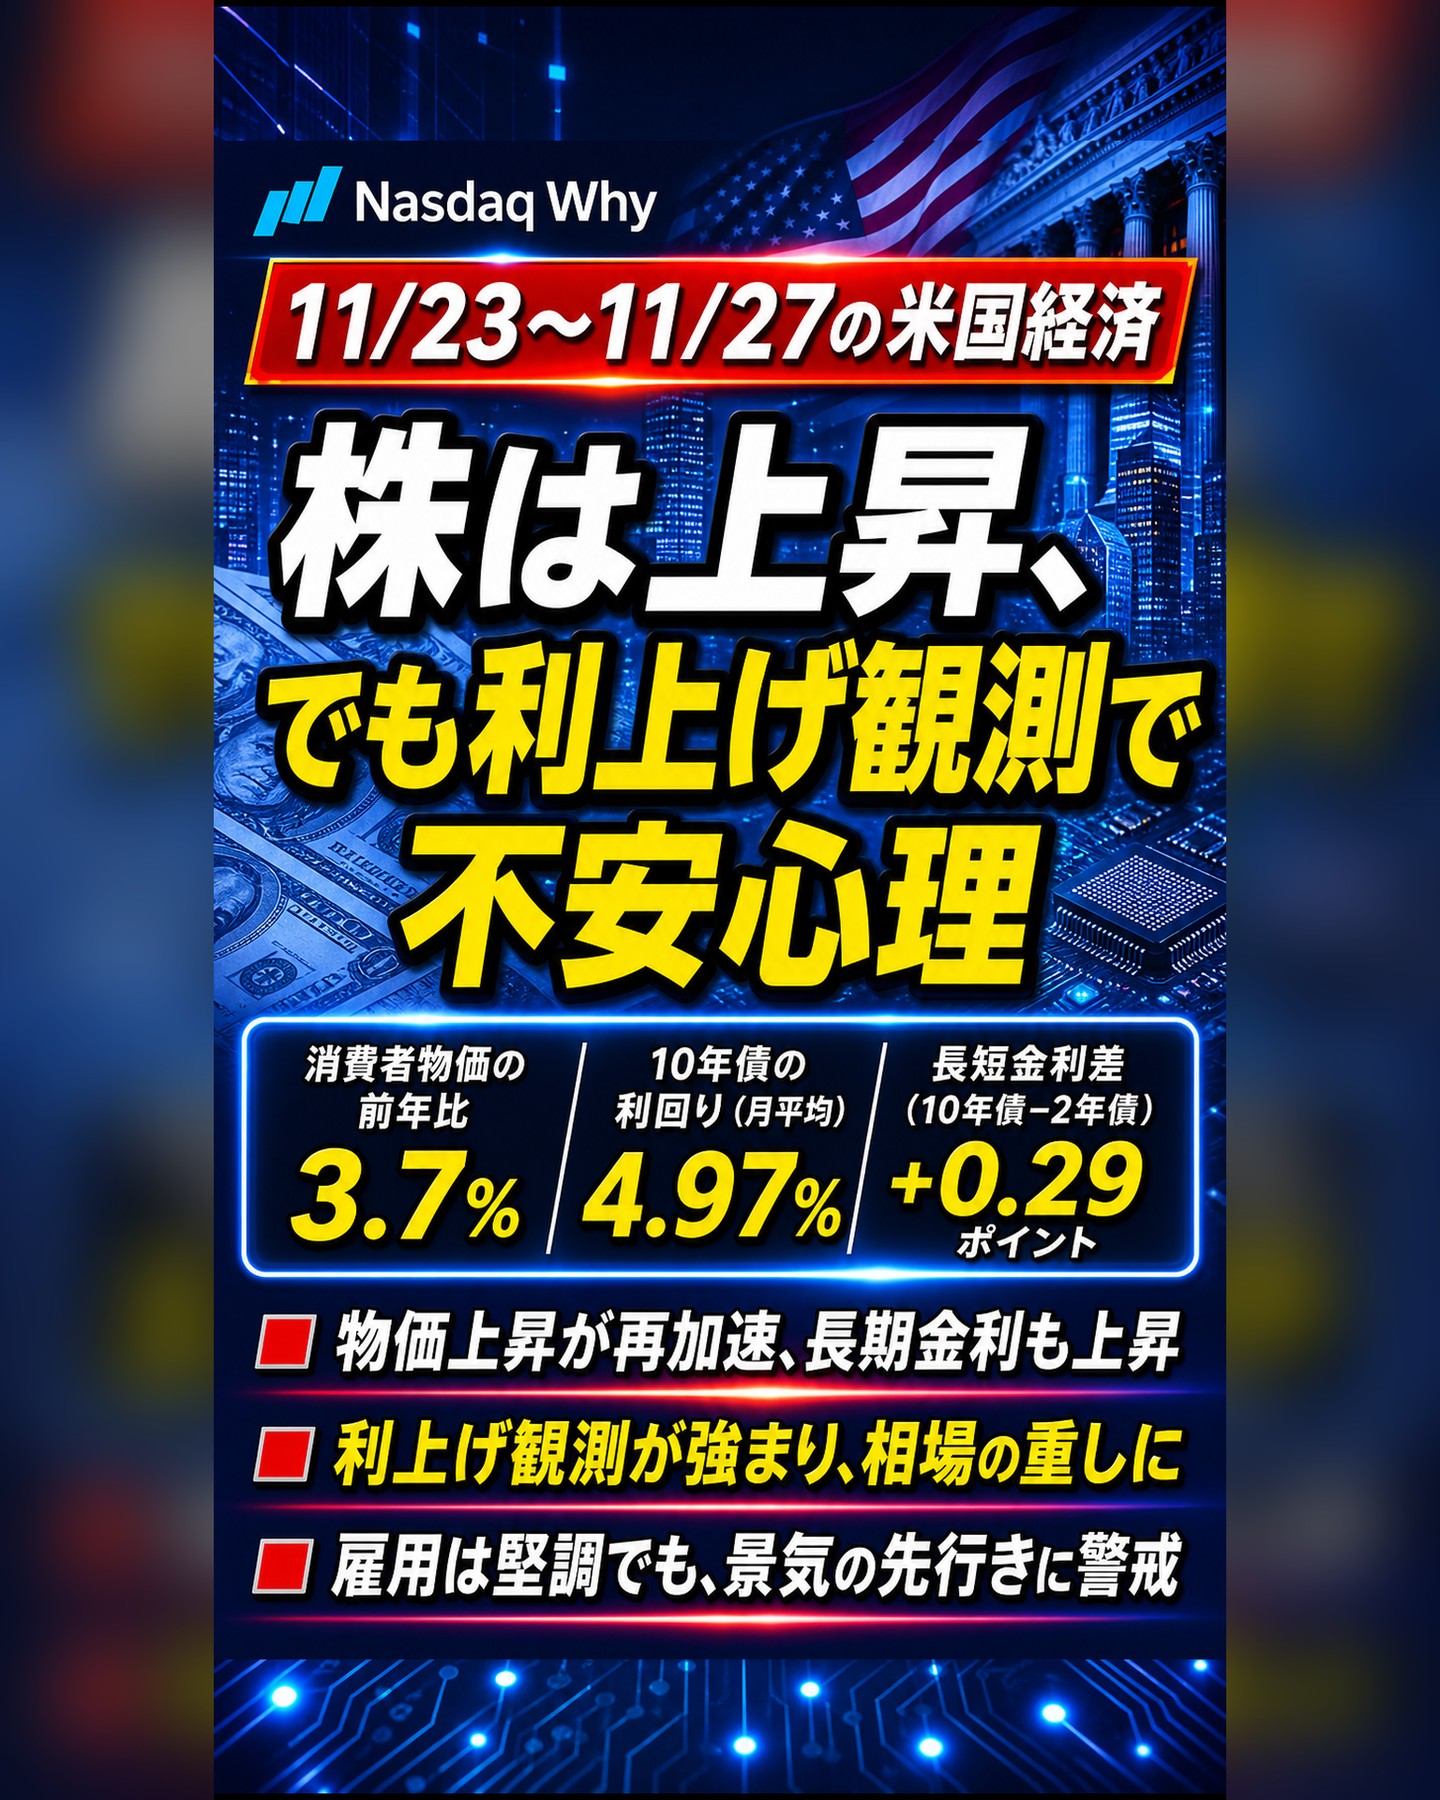 Nasdaq Why
11/23〜11/27の米国経済
株は上昇、
でも利上げ観測で
不安心理
消費者物価の
前年比
3.7%
10年債の
利回り(月平均)
4.97%
長短金利差
(10年債−2年債)
+0.29
ポイント
物価上昇が再加速、長期金利も上昇
利上げ観測が強まり、相場の重しに
雇用は堅調でも、景気の先行きに警戒